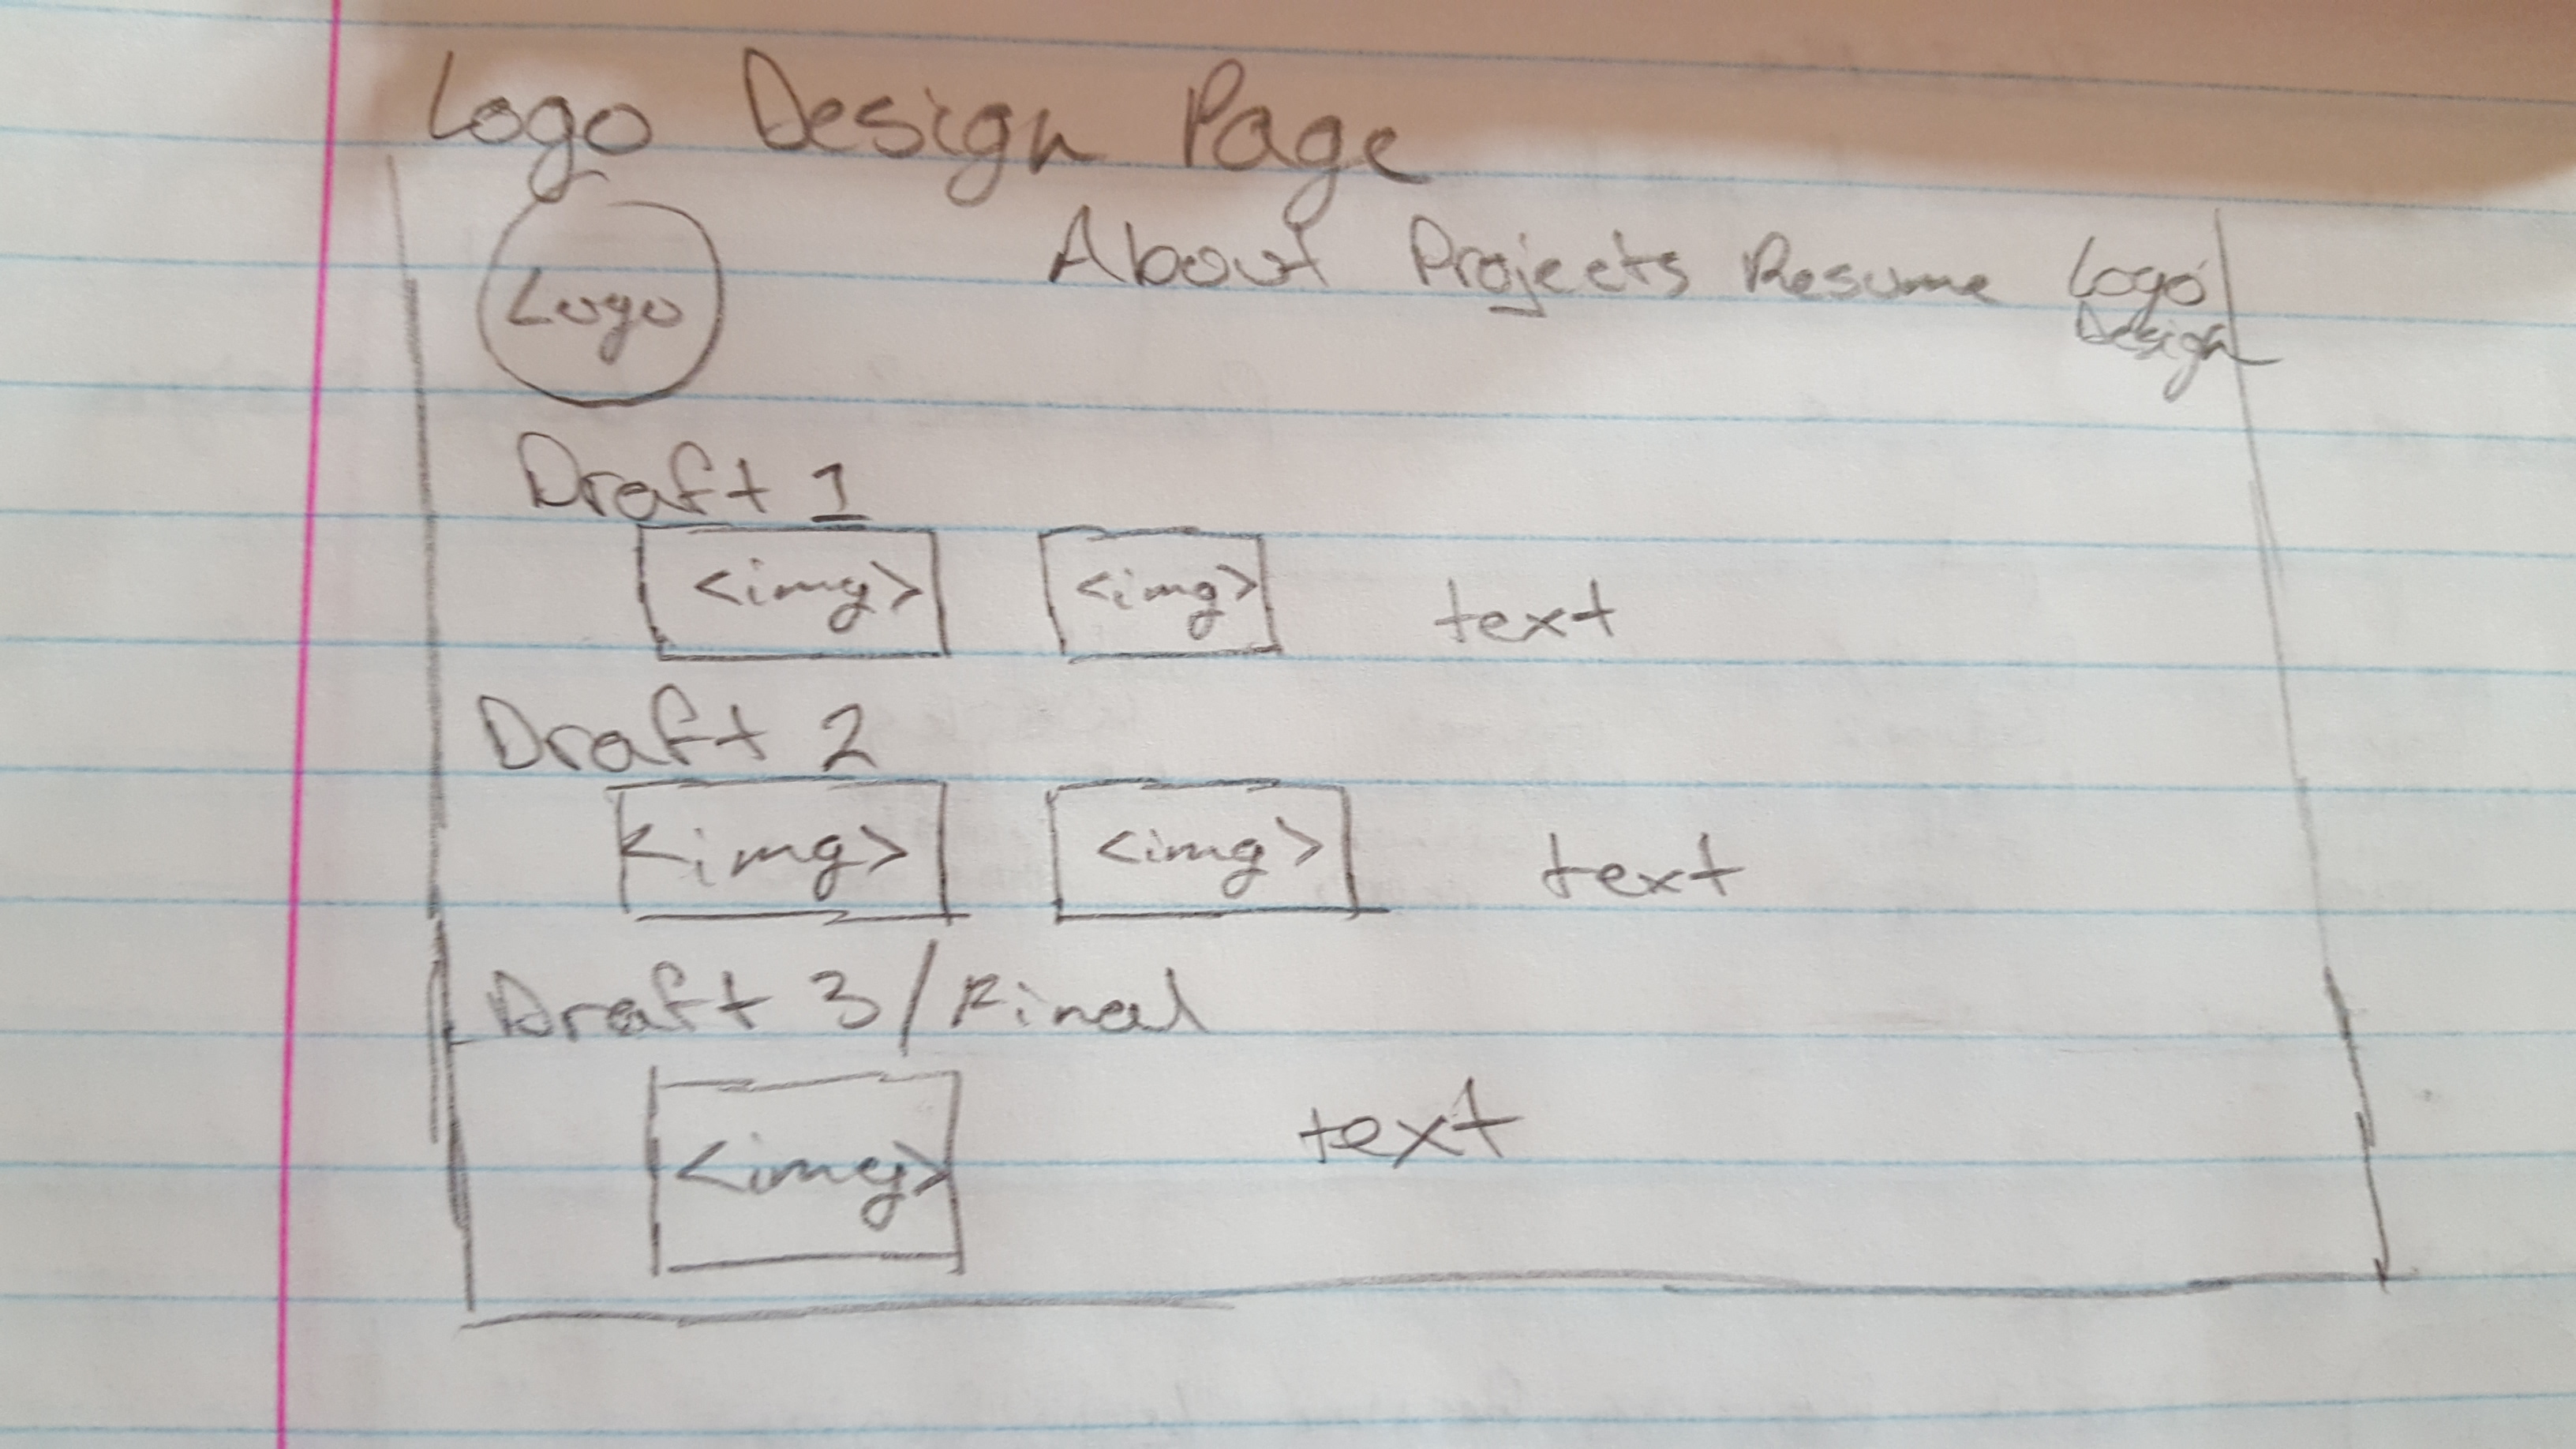 Logo Design Page
Logo About Projects Resume Logo
Design
Draft 1
<img> <img> text
Draft 2
<img> <img> text
Draft 3/Final
<img> text